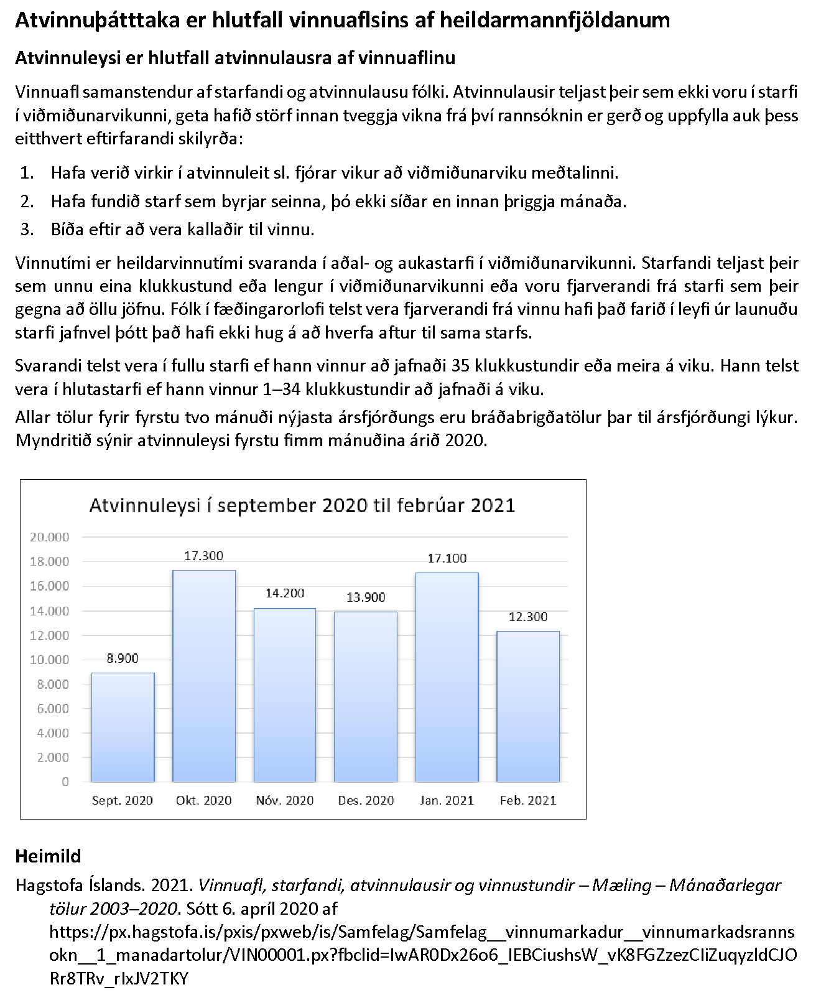 Atvinnuþátttaka er hlutfall vinnuaflsins af heildarmannfjöldanum
Atvinnuleysi er hlutfall atvinnulausra af vinnuaflinu
Vinnuafl samanstendur af starfandi og atvinnulausu fólki. Atvinnulausir teljast þeir sem ekki voru í starfi
í viðmiðunarvikunni, geta hafið störf innan tveggja vikna frá því rannsóknin er gerð og uppfylla auk þess
eitthvert eftirfarandi skilyrða:
1. Hafa verið virkir í atvinnuleit sl. fjórar vikur að viðmiðunarviku meðtalinni.
2. Hafa fundið starf sem byrjar seinna, þó ekki síðar en innan þriggja mánaða.
3. Bíða eftir að vera kallaðir til vinnu.
Vinnutími er heildarvinnutími svaranda í aðal- og aukastarfi í viðmiðunarvikunni. Starfandi teljast þeir
sem unnu eina klukkustund eða lengur í viðmiðunarvikunni eða voru fjarverandi frá starfi sem þeir
gegna að öllu jöfnu. Fólk í fæðingarorlofi telst vera fjarverandi frá vinnu hafi það farið í leyfi úr launuðu
starfi jafnvel þótt það hafi ekki hug á að hverfa aftur til sama starfs.
Svarandi telst vera í fullu starfi ef hann vinnur að jafnaði 35 klukkustundir eða meira á viku. Hann telst
vera í hlutastarfi ef hann vinnur 1–34 klukkustundir að jafnaði á viku.
Allar tölur fyrir fyrstu tvo mánuði nýjasta ársfjórðungs eru bráðabrigðatölur þar til ársfjórðungi lýkur.
Myndritið sýnir atvinnuleysi fyrstu fimm mánuðina árið 2020.
Atvinnuleysi í september 2020 til febrúar 2021
20.000
18.000
16.000
14.000
12.000
10.000
8.000
6.000
4.000
2.000
0
8.900
17.300
14.200
13.900
17.100
12.300
Sept. 2020 Okt. 2020 Nóv. 2020 Des. 2020 Jan. 2021 Feb. 2021
Heimild
Hagstofa Íslands. 2021. Vinnuafl, starfandi, atvinnulausir og vinnustundir – Mæling – Mánaðarlegar
tölur 2003–2020. Sótt 6. apríl 2020 af
https://px.hagstofa.is/pxis/pxweb/is/Samfelag/Samfelag__vinnumarkadur__vinnumarkadsranns
okn__1_manadartolur/VIN00001.px?fbclid=IwAR0Dx26o6_IEBCiushsW_vK8FGZzezCIiZuqyzldCJO
Rr8TRv_rIxJV2TKY